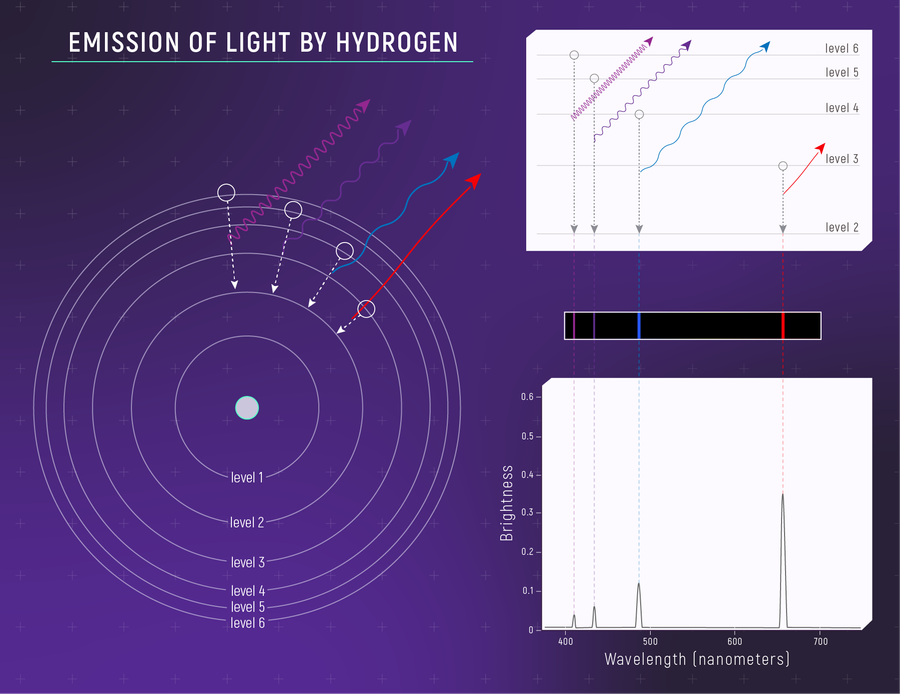 EMISSION OF LIGHT BY HYDROGEN
level 1
level 2
level 3
level 4
level 5
level 6
level 6
level 5
level 4
level 3
level 2
Brightness
0.6
0.5
0.4
0.3
0.2
0.1
0
400 500 600 700
Wavelength (nanometers)